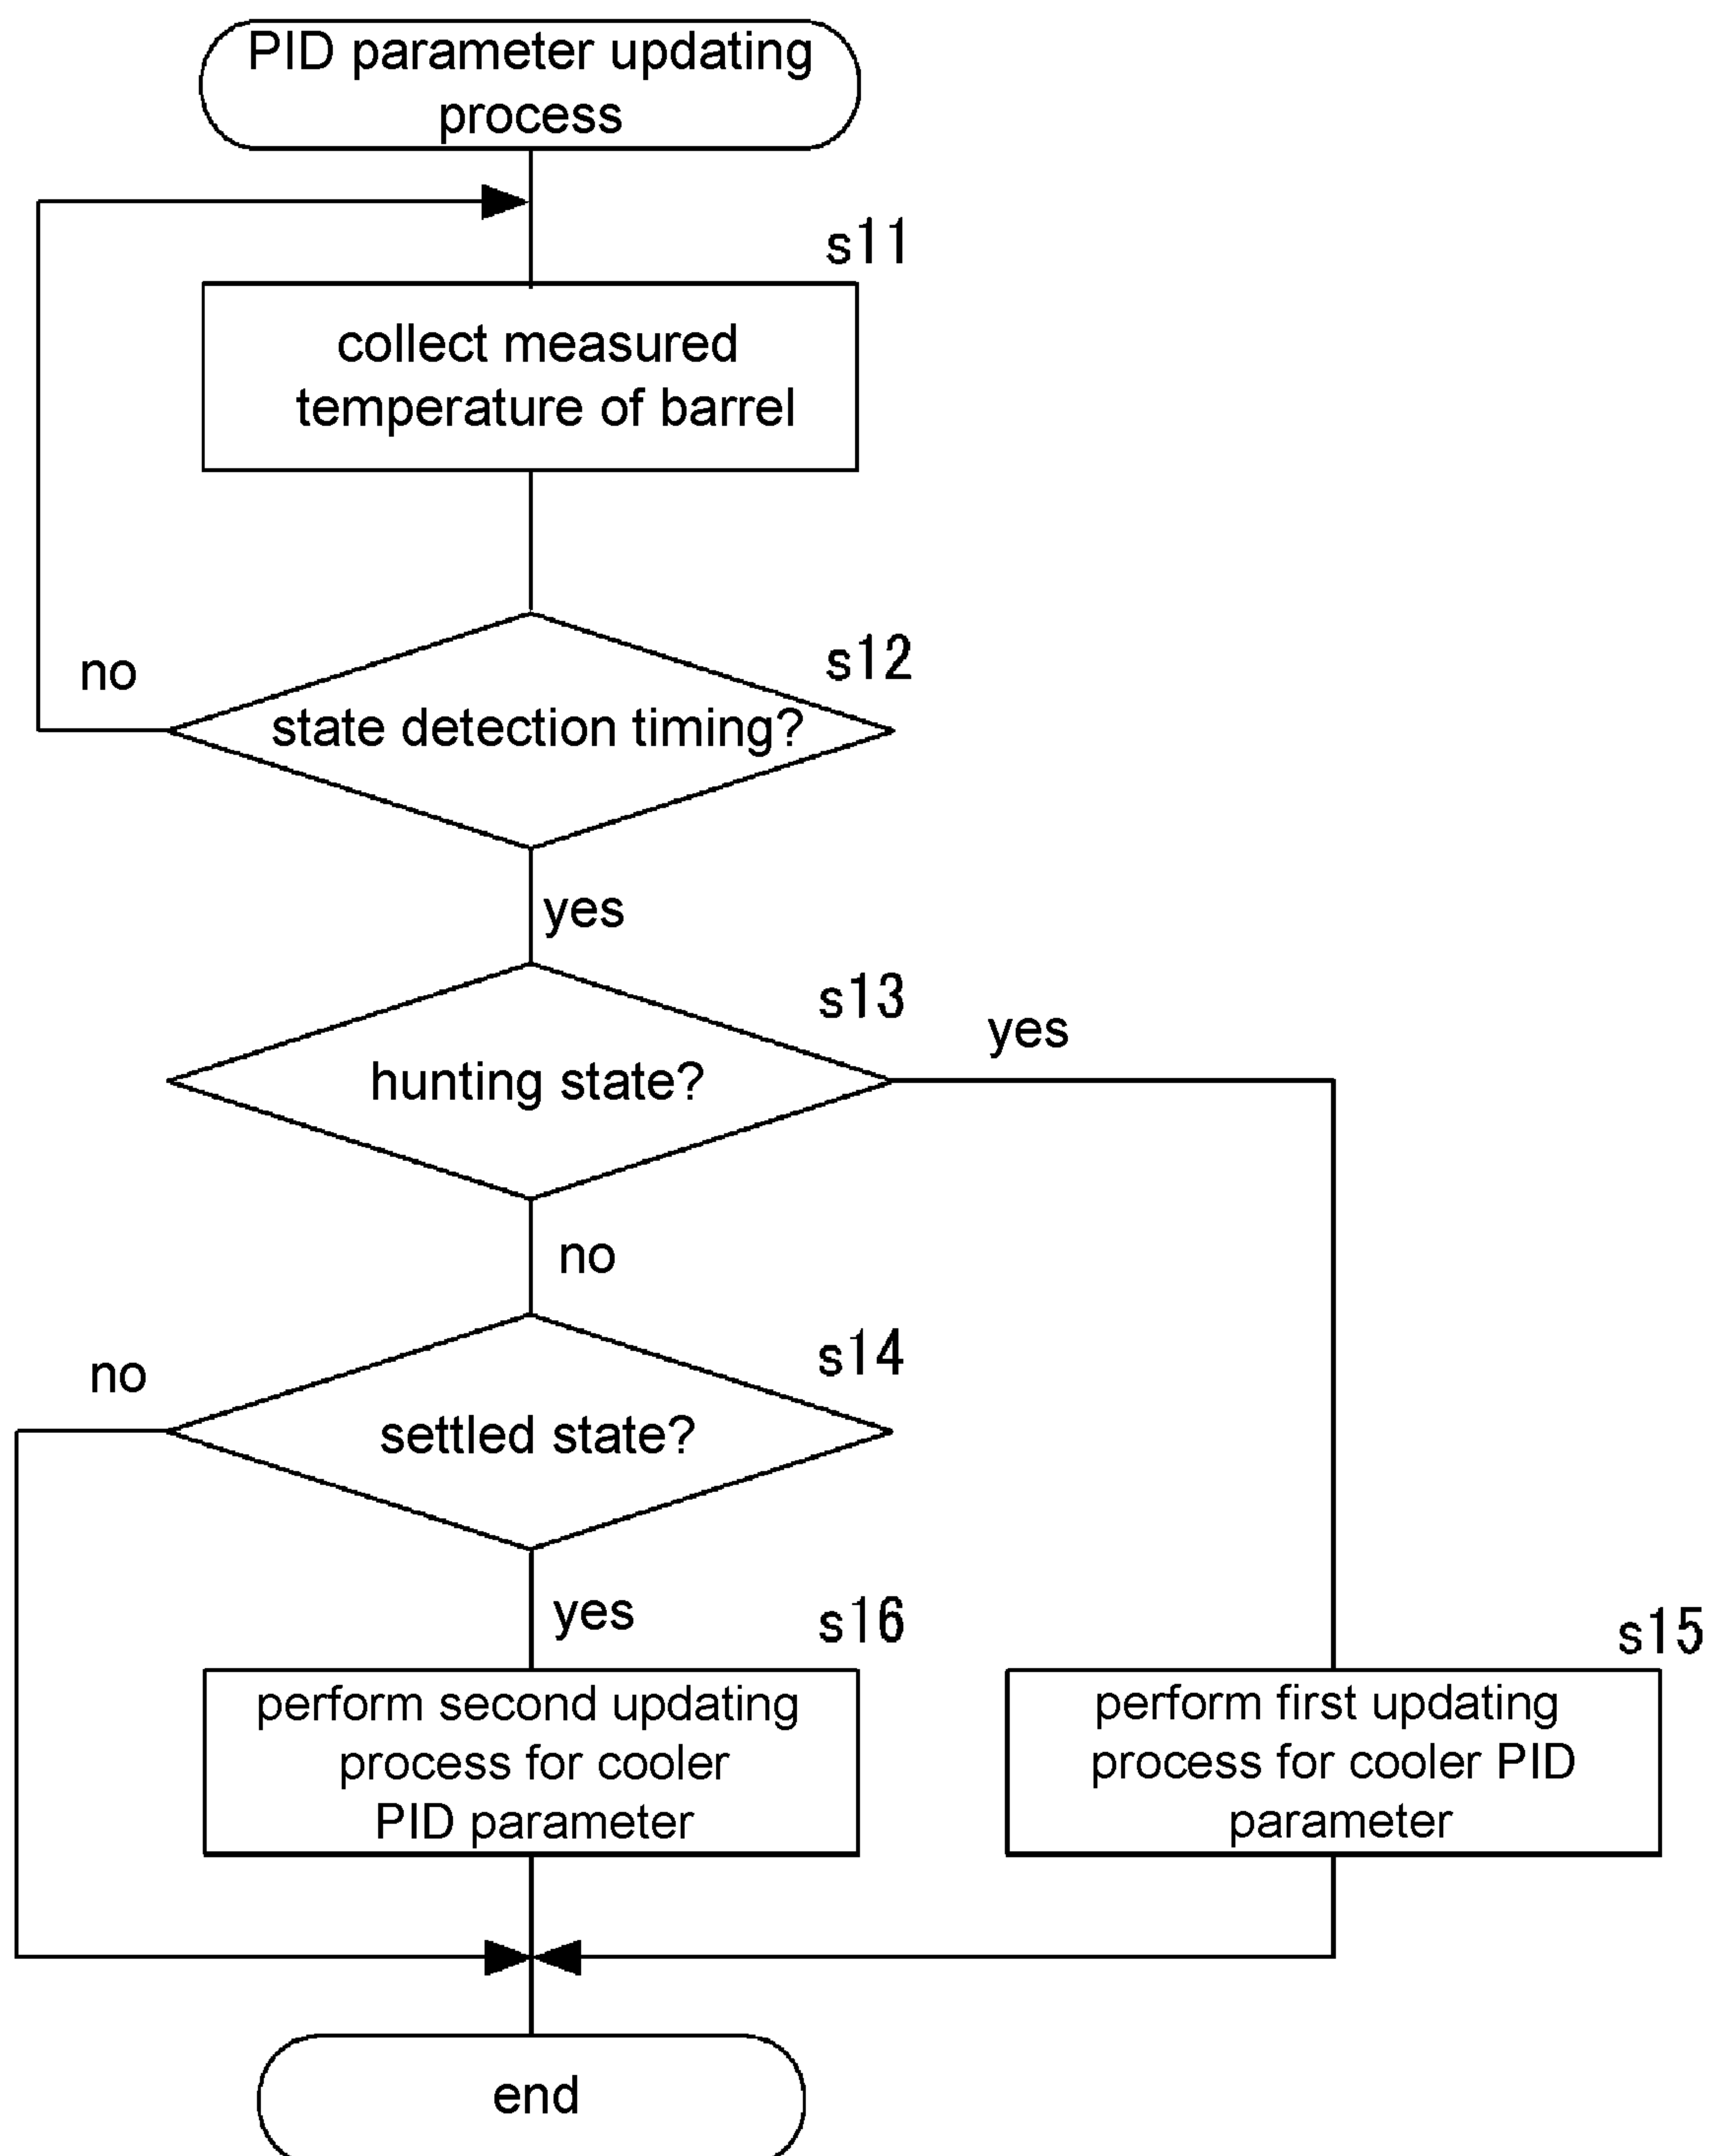 PID parameter updating
process
s11
collect measured
temperature of barrel
s12
no
state detection timing?
yes
s13
yes
hunting state?
no
s14
no
settled state?
yes
s16
s15
perform second updating
process for cooler
PID parameter
perform first updating
process for cooler PID
parameter
end